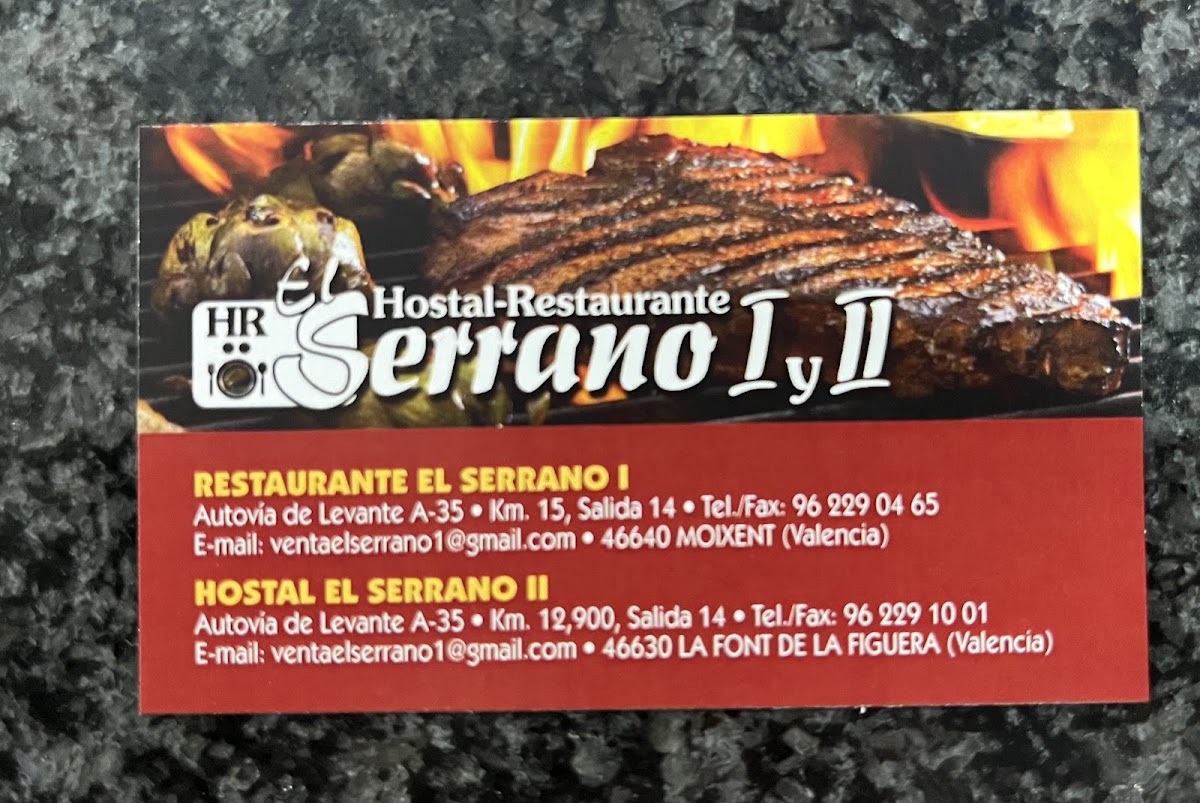 HR
Hostal-Restaurante
El Serrano I y II
RESTAURANTE EL SERRANO I
Autovía de Levante A-35 • Km. 15, Salida 14 • Tel./Fax: 96 229 04 65
E-mail: ventaelserrano1@gmail.com • 46640 MOIXENT (Valencia)
HOSTAL EL SERRANO II
Autovía de Levante A-35 • Km. 12,900, Salida 14 • Tel./Fax: 96 229 10 01
E-mail: ventaelserrano1@gmail.com • 46630 LA FONT DE LA FIGUERA (Valencia)